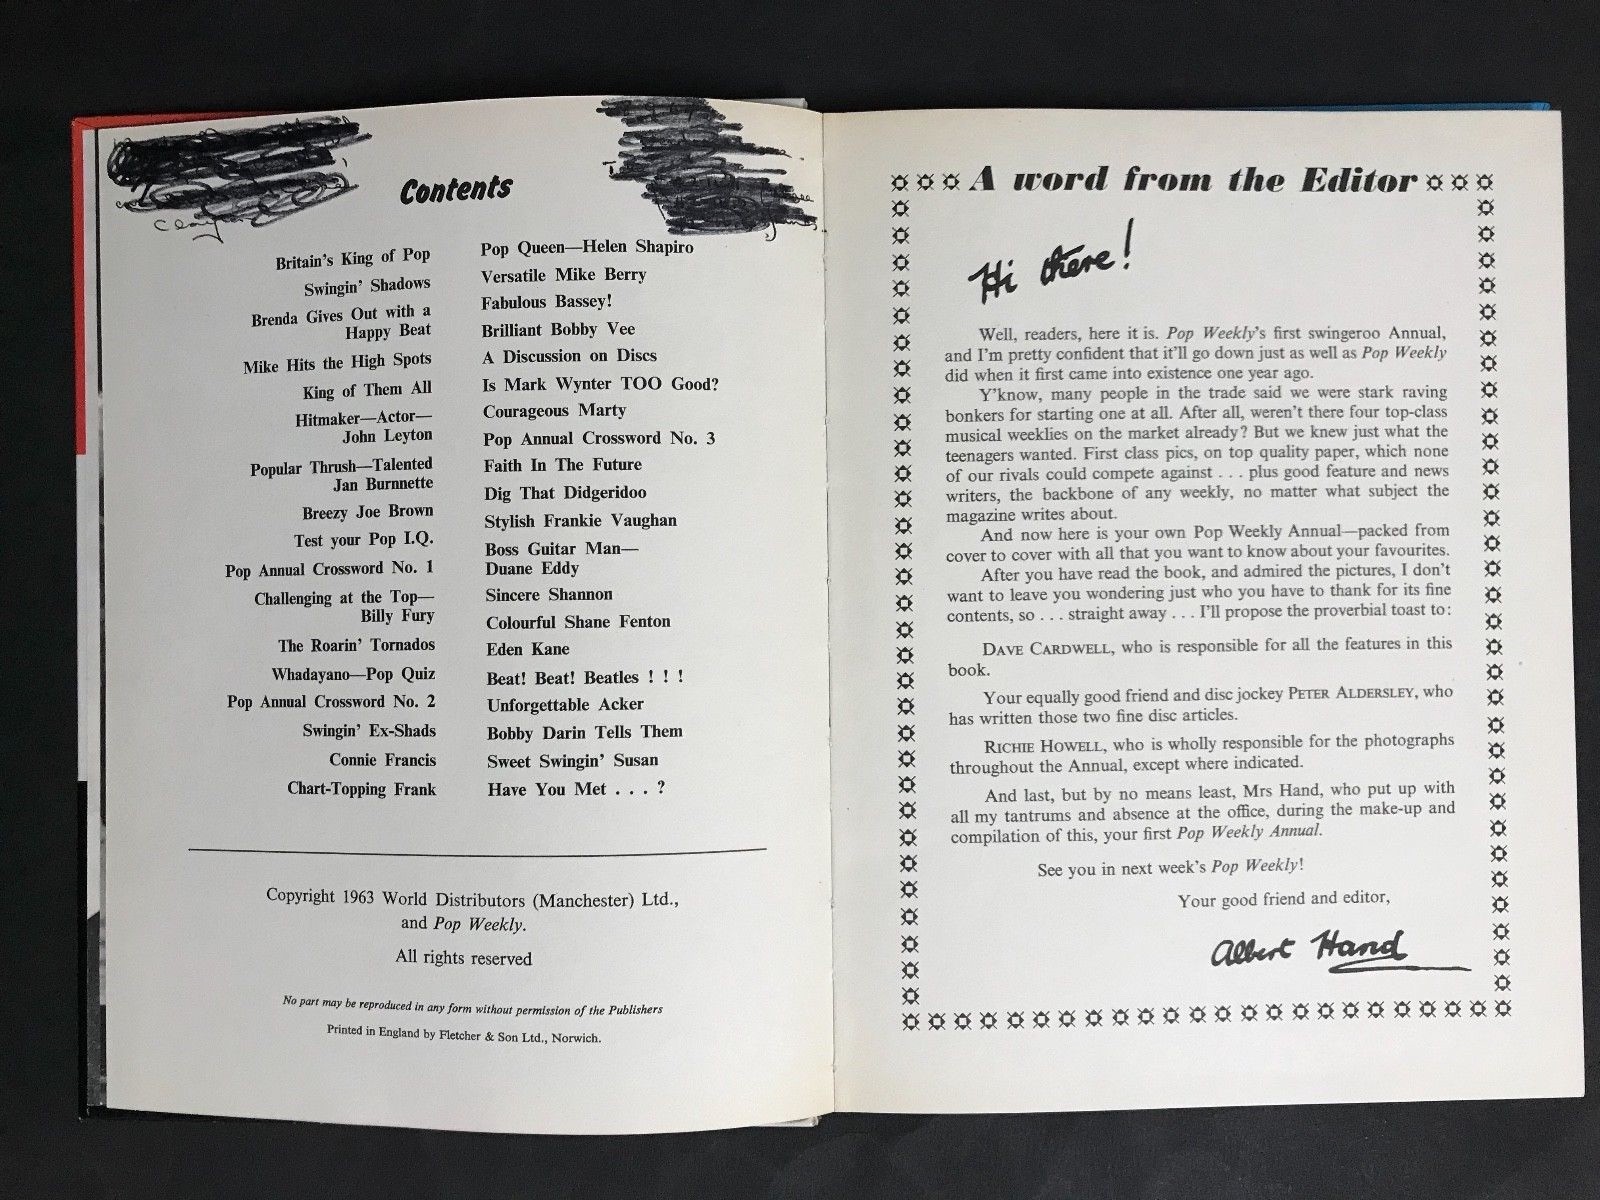 Contents
Britain's King of Pop
Swingin' Shadows
Brenda Gives Out with a
Happy Beat
Mike Hits the High Spots
King of Them All
Hitmaker—Actor—
John Leyton
Popular Thrush—Talented
Jan Burnnette
Breezy Joe Brown
Test your Pop I.Q.
Pop Annual Crossword No. 1
Challenging at the Top—
Billy Fury
The Roarin' Tornados
Whadayano—Pop Quiz
Pop Annual Crossword No. 2
Swingin' Ex-Shads
Connie Francis
Chart-Topping Frank
Pop Queen—Helen Shapiro
Versatile Mike Berry
Fabulous Bassey!
Brilliant Bobby Vee
A Discussion on Discs
Is Mark Wynter TOO Good?
Courageous Marty
Pop Annual Crossword No. 3
Faith In The Future
Dig That Didgeridoo
Stylish Frankie Vaughan
Boss Guitar Man—
Duane Eddy
Sincere Shannon
Colourful Shane Fenton
Eden Kane
Beat! Beat! Beatles ! ! !
Unforgettable Acker
Bobby Darin Tells Them
Sweet Swingin' Susan
Have You Met . . . ?
Copyright 1963 World Distributors (Manchester) Ltd.,
and Pop Weekly.
All rights reserved
No part may be reproduced in any form without permission of the Publishers
Printed in England by Fletcher & Son Ltd., Norwich.
A word from the Editor
Hi there!
Well, readers, here it is. Pop Weekly's first swingeroo Annual,
and I'm pretty confident that it'll go down just as well as Pop Weekly
did when it first came into existence one year ago.
Y'know, many people in the trade said we were stark raving
bonkers for starting one at all. After all, weren't there four top-class
musical weeklies on the market already? But we knew just what the
teenagers wanted. First class pics, on top quality paper, which none
of our rivals could compete against . . . plus good feature and news
writers, the backbone of any weekly, no matter what subject the
magazine writes about.
And now here is your own Pop Weekly Annual—packed from
cover to cover with all that you want to know about your favourites.
After you have read the book, and admired the pictures, I don't
want to leave you wondering just who you have to thank for its fine
contents, so . . . straight away . . . I'll propose the proverbial toast to:
DAVE CARDWELL, who is responsible for all the features in this
book.
Your equally good friend and disc jockey PETER ALDERSLEY, who
has written those two fine disc articles.
RICHIE HOWELL, who is wholly responsible for the photographs
throughout the Annual, except where indicated.
And last, but by no means least, Mrs Hand, who put up with
all my tantrums and absence at the office, during the make-up and
compilation of this, your first Pop Weekly Annual.
See you in next week's Pop Weekly!
Your good friend and editor,
Albert Hand